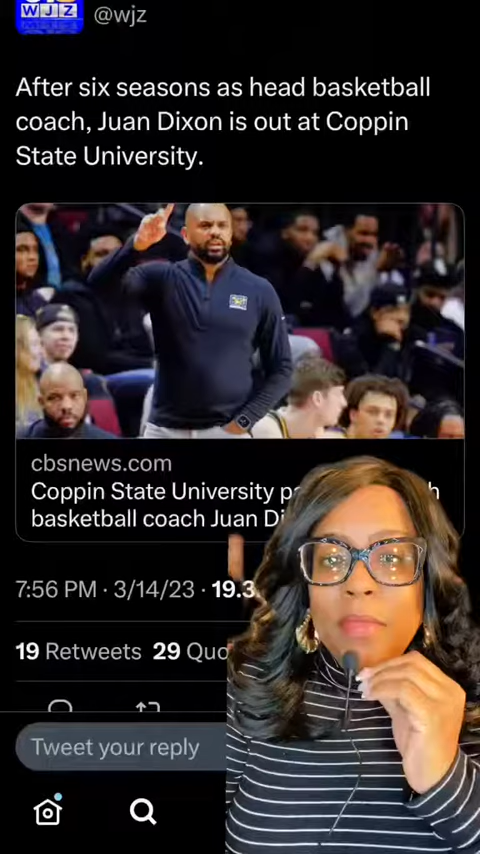 WJZ
@wjz
After six seasons as head basketball
coach, Juan Dixon is out at Coppin
State University.
cbsnews.com
Coppin State University
basketball coach Juan
7:56 PM · 3/14/23 ·
19 Retweets 29
Tweet your reply